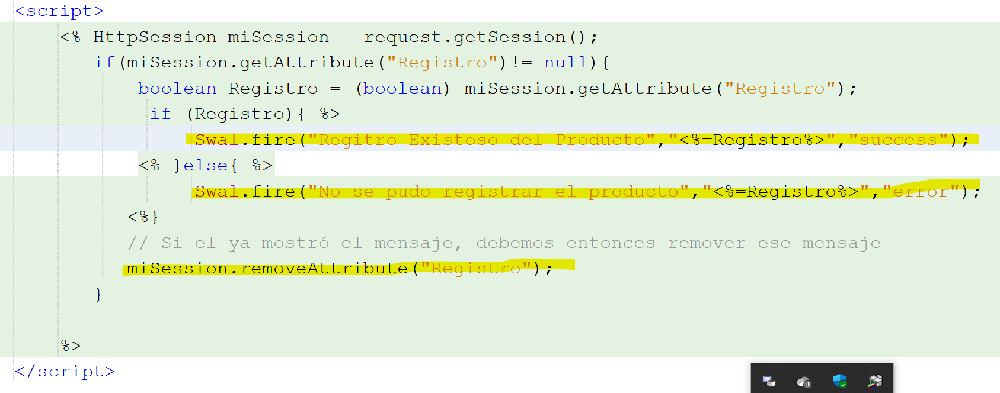 <script>
<% HttpSession miSession = request.getSession();
if(miSession.getAttribute("Registro")!= null){
boolean Registro = (boolean) miSession.getAttribute("Registro");
if (Registro){ %>
Swal.fire("Regitro Existoso del Producto","<%=Registro%>","success");
<% }else{ %>
Swal.fire("No se pudo registrar el producto","<%=Registro%>","error");
<%}
// Si el ya mostró el mensaje, debemos entonces remover ese mensaje
miSession.removeAttribute("Registro");
}
%>
</script>